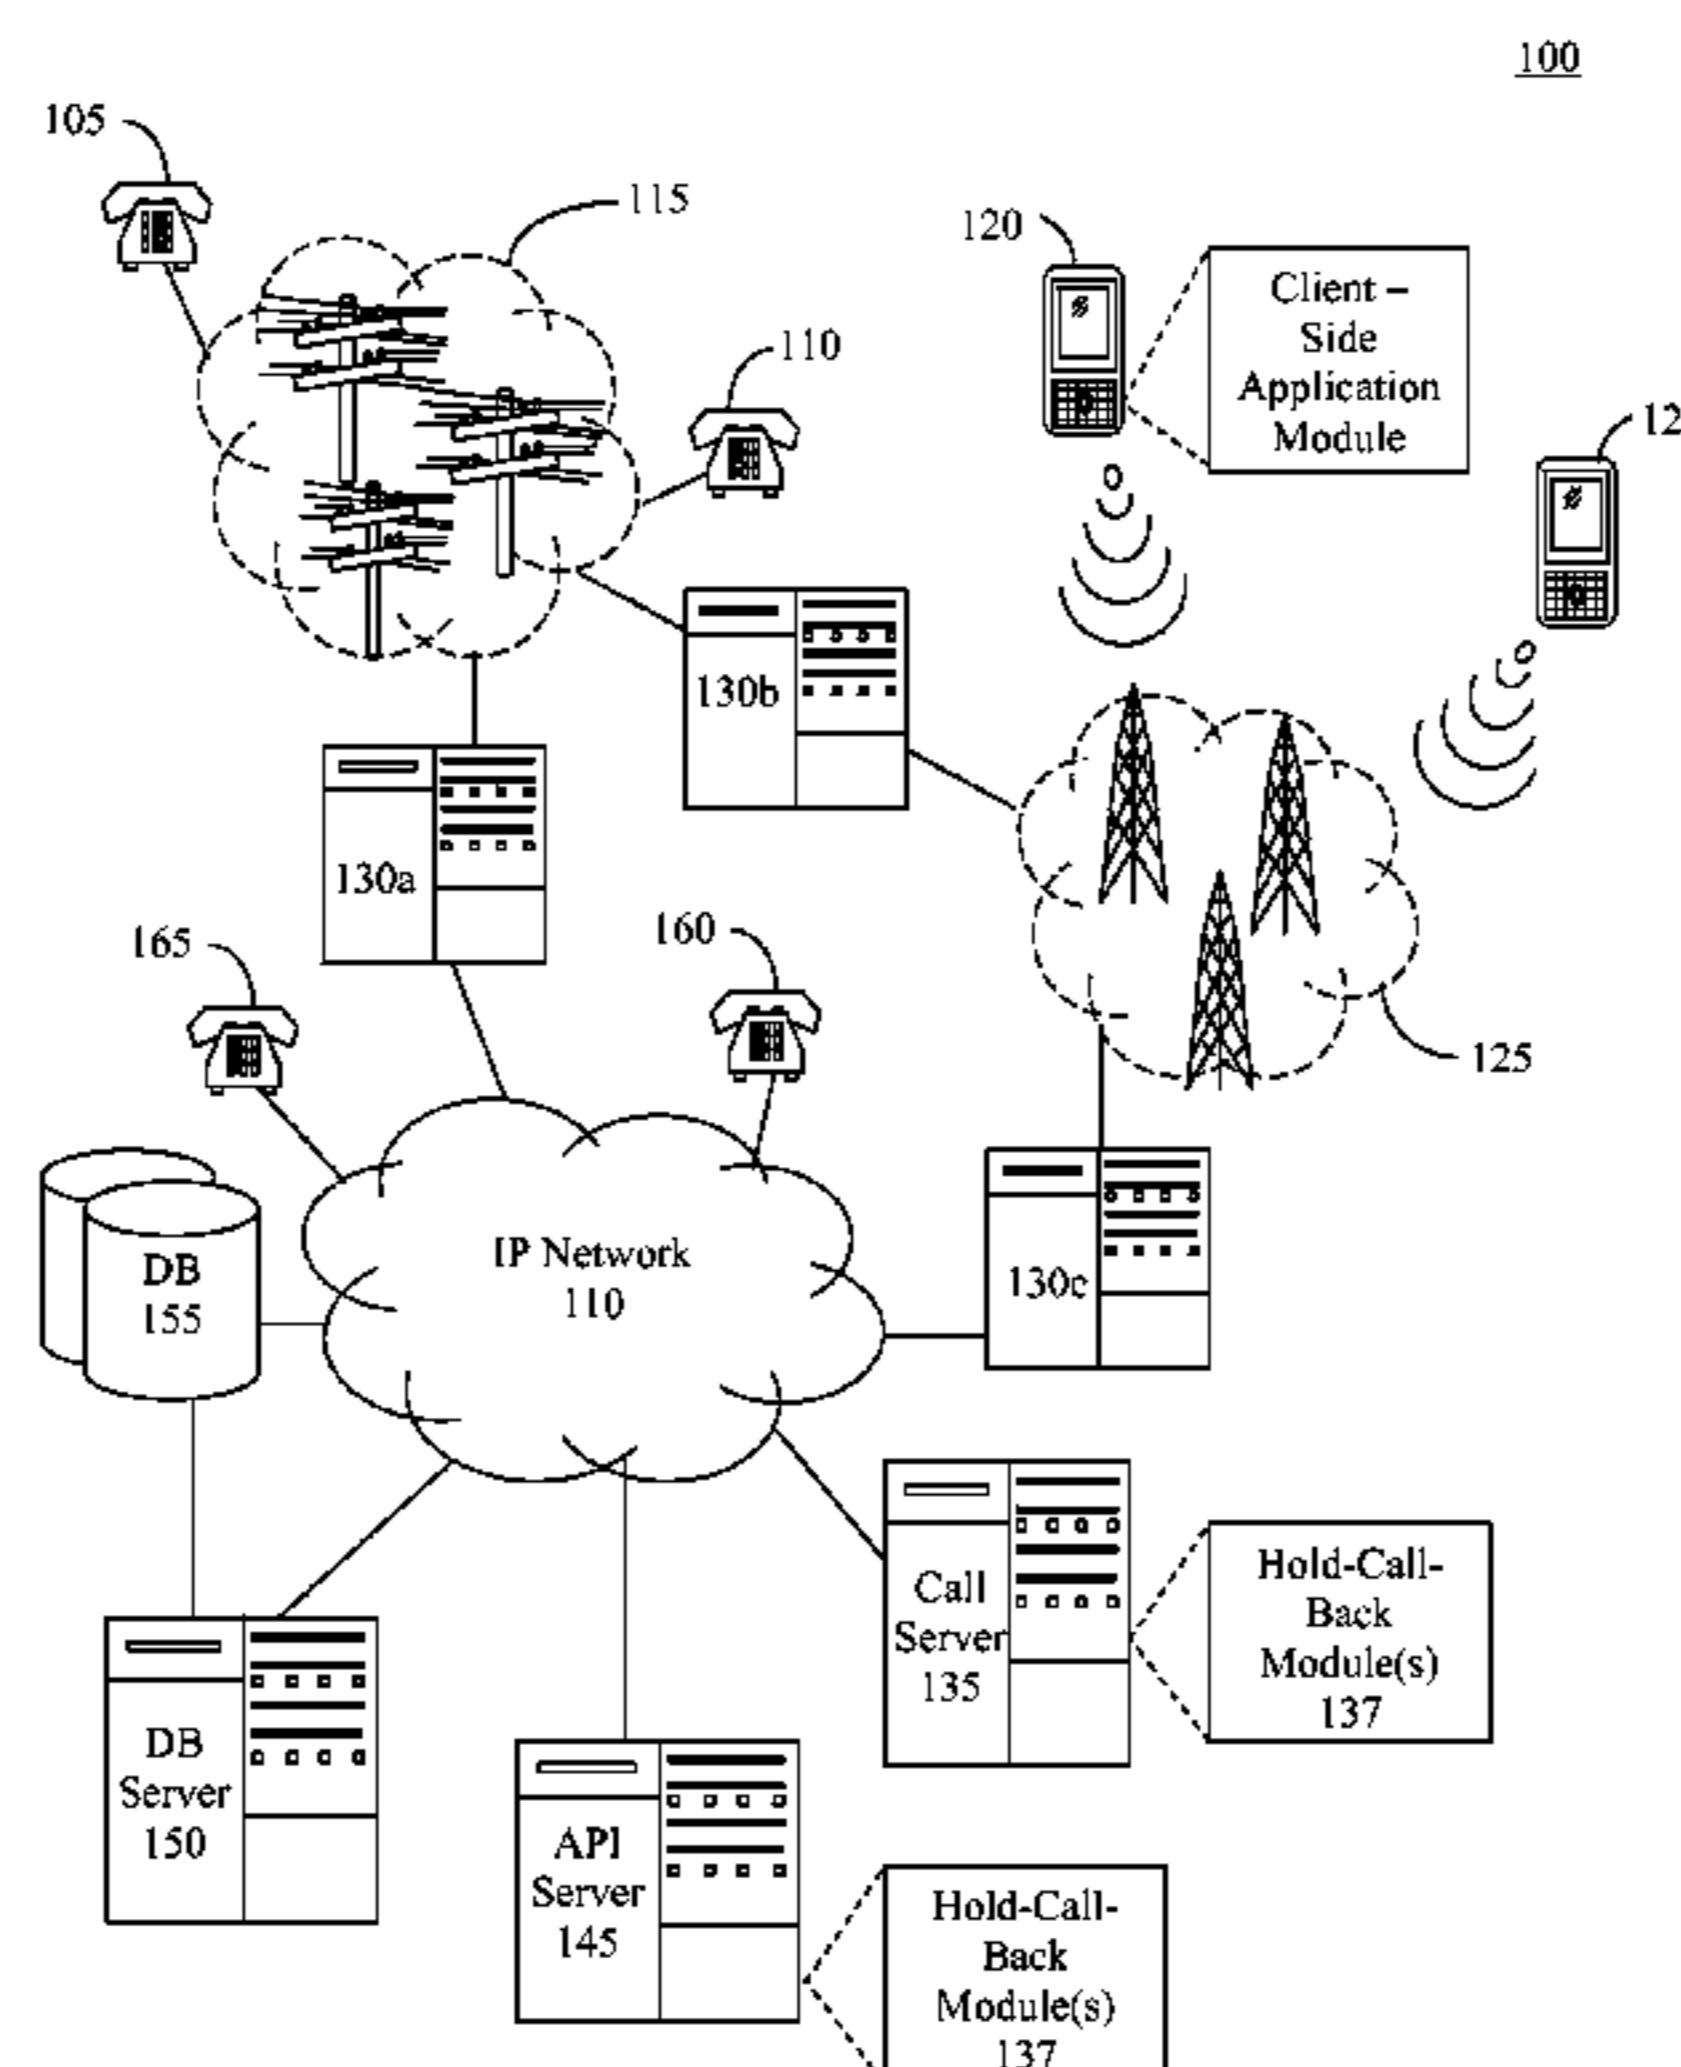 100
105
115
120
Client –
Side
Application
Module
110
12
130b
130a
165
160
125
IP Network
110
DB
155
130c
Call
Server
135
Hold-Call-
Back
Module(s)
137
DB
Server
150
API
Server
145
Hold-Call-
Back
Module(s)
137